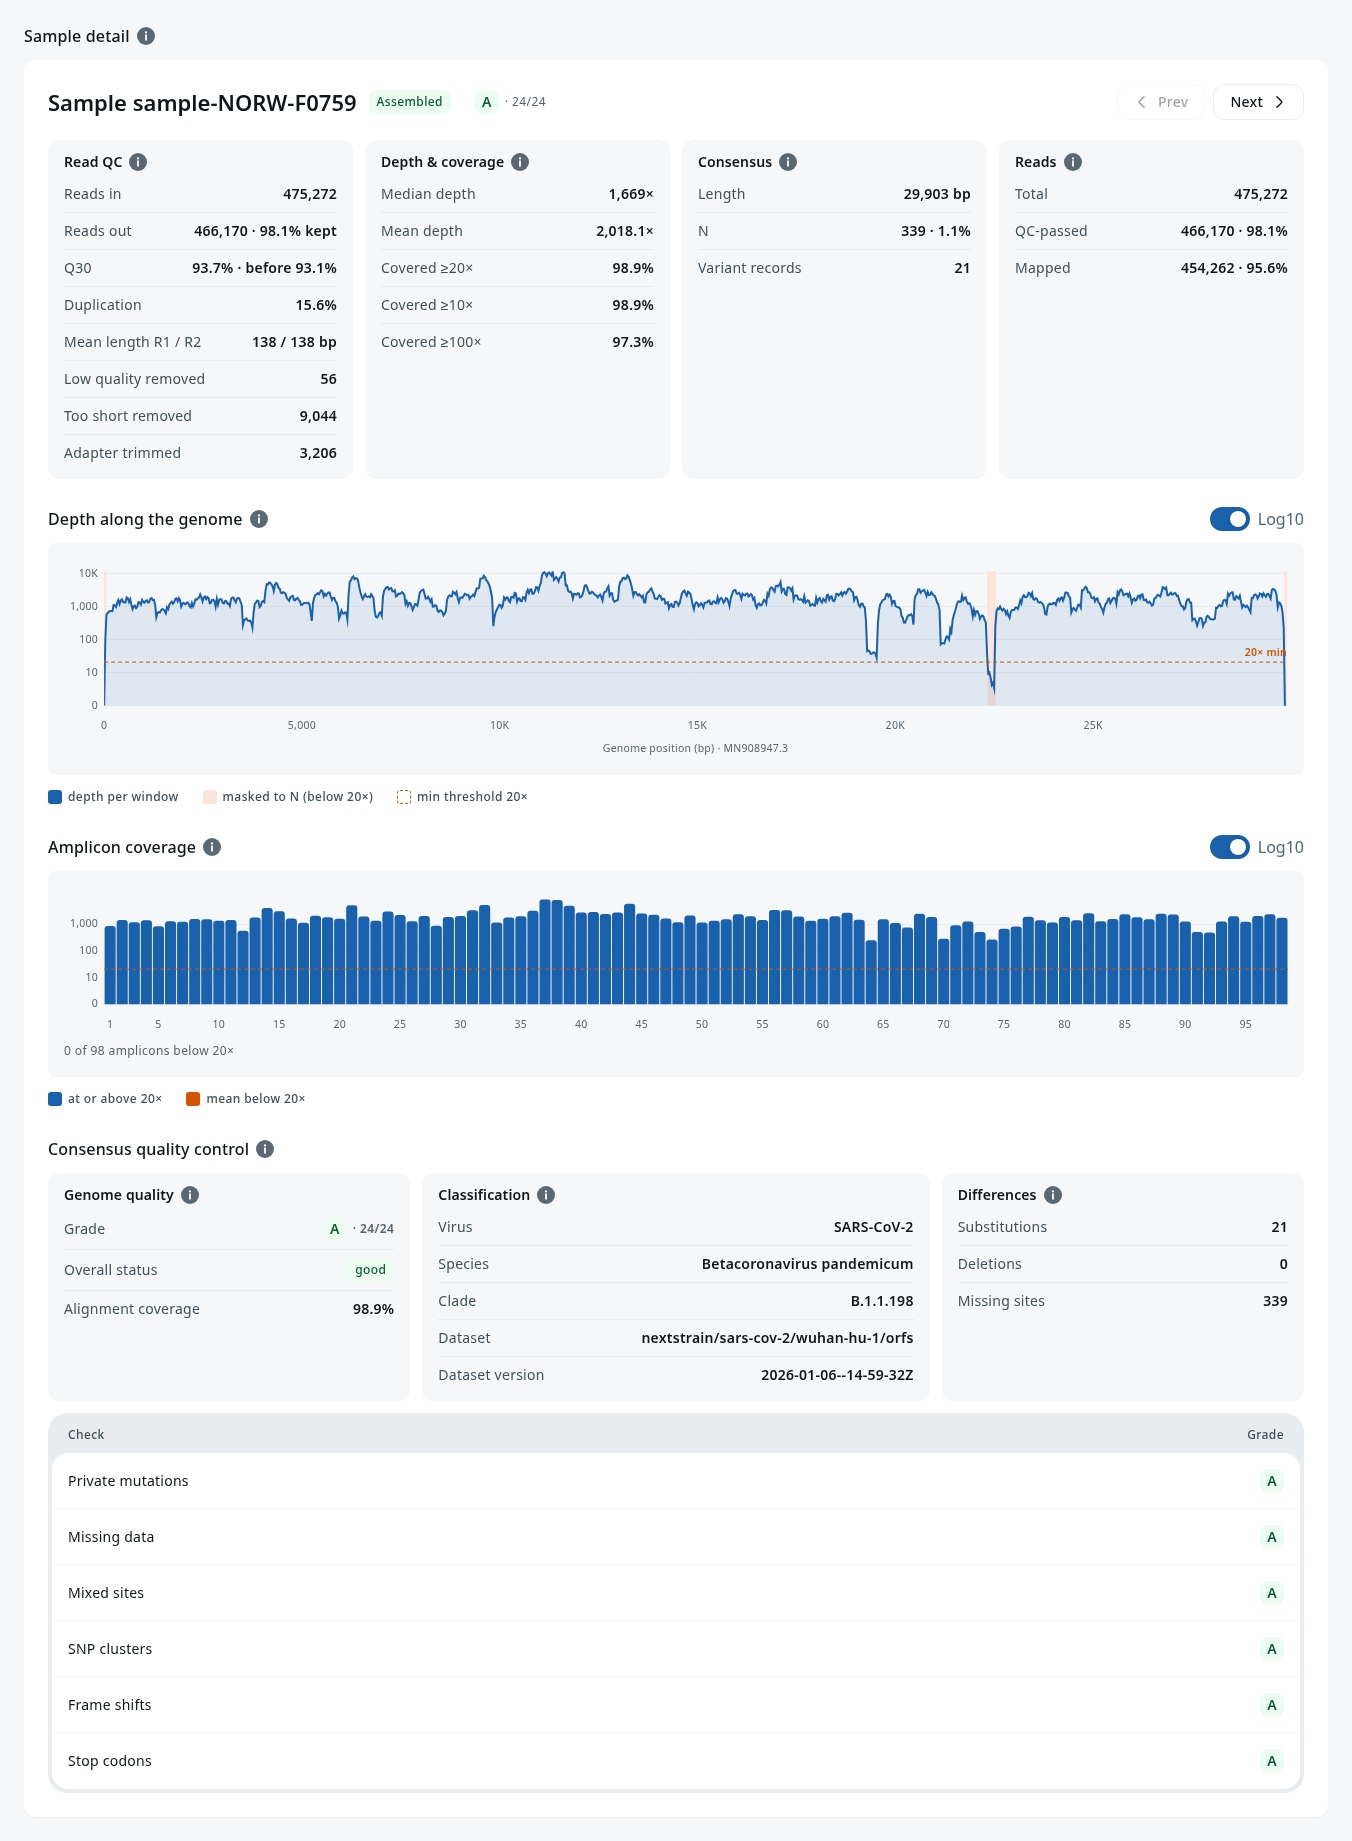 Sample detail
Sample sample-NORW-F0759 Assembled A · 24/24 Prev Next
Read QC
Reads in 475,272
Reads out 466,170 · 98.1% kept
Q30 93.7% · before 93.1%
Duplication 15.6%
Mean length R1 / R2 138 / 138 bp
Low quality removed 56
Too short removed 9,044
Adapter trimmed 3,206
Depth & coverage
Median depth 1,669×
Mean depth 2,018.1×
Covered ≥20× 98.9%
Covered ≥10× 98.9%
Covered ≥100× 97.3%
Consensus
Length 29,903 bp
N 339 · 1.1%
Variant records 21
Reads
Total 475,272
QC-passed 466,170 · 98.1%
Mapped 454,262 · 95.6%
Depth along the genome Log10
10K
1,000
100
20× min
10
0
0 5,000 10K 15K 20K 25K
Genome position (bp) · MN908947.3
depth per window masked to N (below 20×) min threshold 20×
Amplicon coverage Log10
1,000
100
10
0
1 5 10 15 20 25 30 35 40 45 50 55 60 65 70 75 80 85 90 95
0 of 98 amplicons below 20×
at or above 20× mean below 20×
Consensus quality control
Genome quality
Grade A · 24/24
Overall status good
Alignment coverage 98.9%
Classification
Virus SARS-CoV-2
Species Betacoronavirus pandemicum
Clade B.1.1.198
Dataset nextstrain/sars-cov-2/wuhan-hu-1/orfs
Dataset version 2026-01-06--14-59-32Z
Differences
Substitutions 21
Deletions 0
Missing sites 339
Check Grade
Private mutations A
Missing data A
Mixed sites A
SNP clusters A
Frame shifts A
Stop codons A